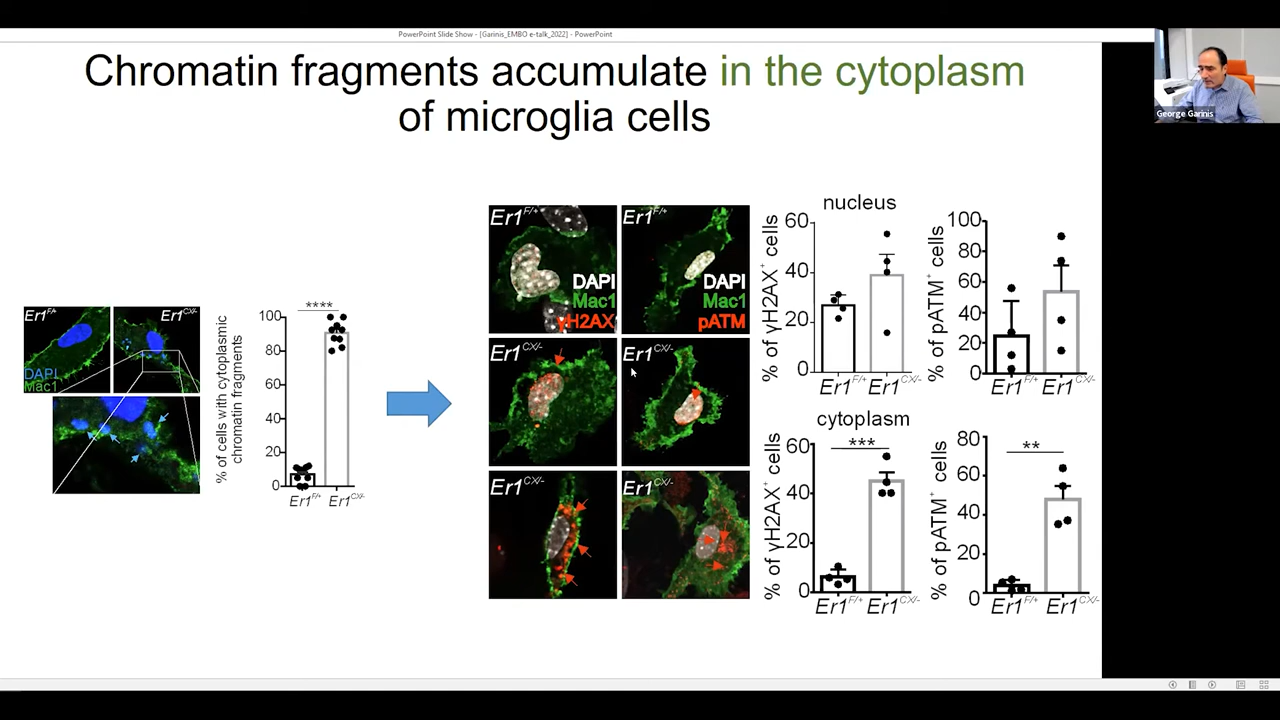 PowerPoint Slide Show - [Garinis_EMBO e-talk_2022] - PowerPoint
Chromatin fragments accumulate in the cytoplasm
of microglia cells
George Garinis
Er1F/+
Er1CX/-
DAPI
Mac1
% of cells with cytoplasmic
chromatin fragments
100
80
60
40
20
0
****
Er1F/+
Er1CX/-
Er1F/+
DAPI
Mac1
γH2AX
Er1F/+
DAPI
Mac1
pATM
Er1CX/-
Er1CX/-
Er1CX/-
Er1CX/-
nucleus
% of γH2AX+ cells
60
40
20
0
Er1F/+
Er1CX/-
% of pATM+ cells
100
80
60
40
20
0
Er1F/+
Er1CX/-
cytoplasm
% of γH2AX+ cells
60
40
20
0
***
Er1F/+
Er1CX/-
% of pATM+ cells
80
60
40
20
0
**
Er1F/+
Er1CX/-